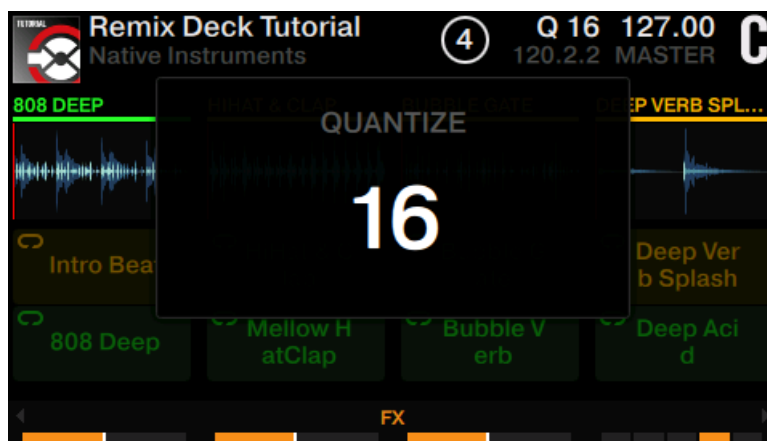 TUTORIAL
Remix Deck Tutorial
Native Instruments
4
Q 16
127.00
120.2.2
MASTER
C
808 DEEP
HIHAT & CLAP
BUBBLE GATE
DEEP VERB SPL...
QUANTIZE
16
C
Intro Bea
C
Deep Ver
b Splash
C
808 Deep
C
Mellow H
atClap
C
Bubble V
erb
C
Deep Aci
d
FX